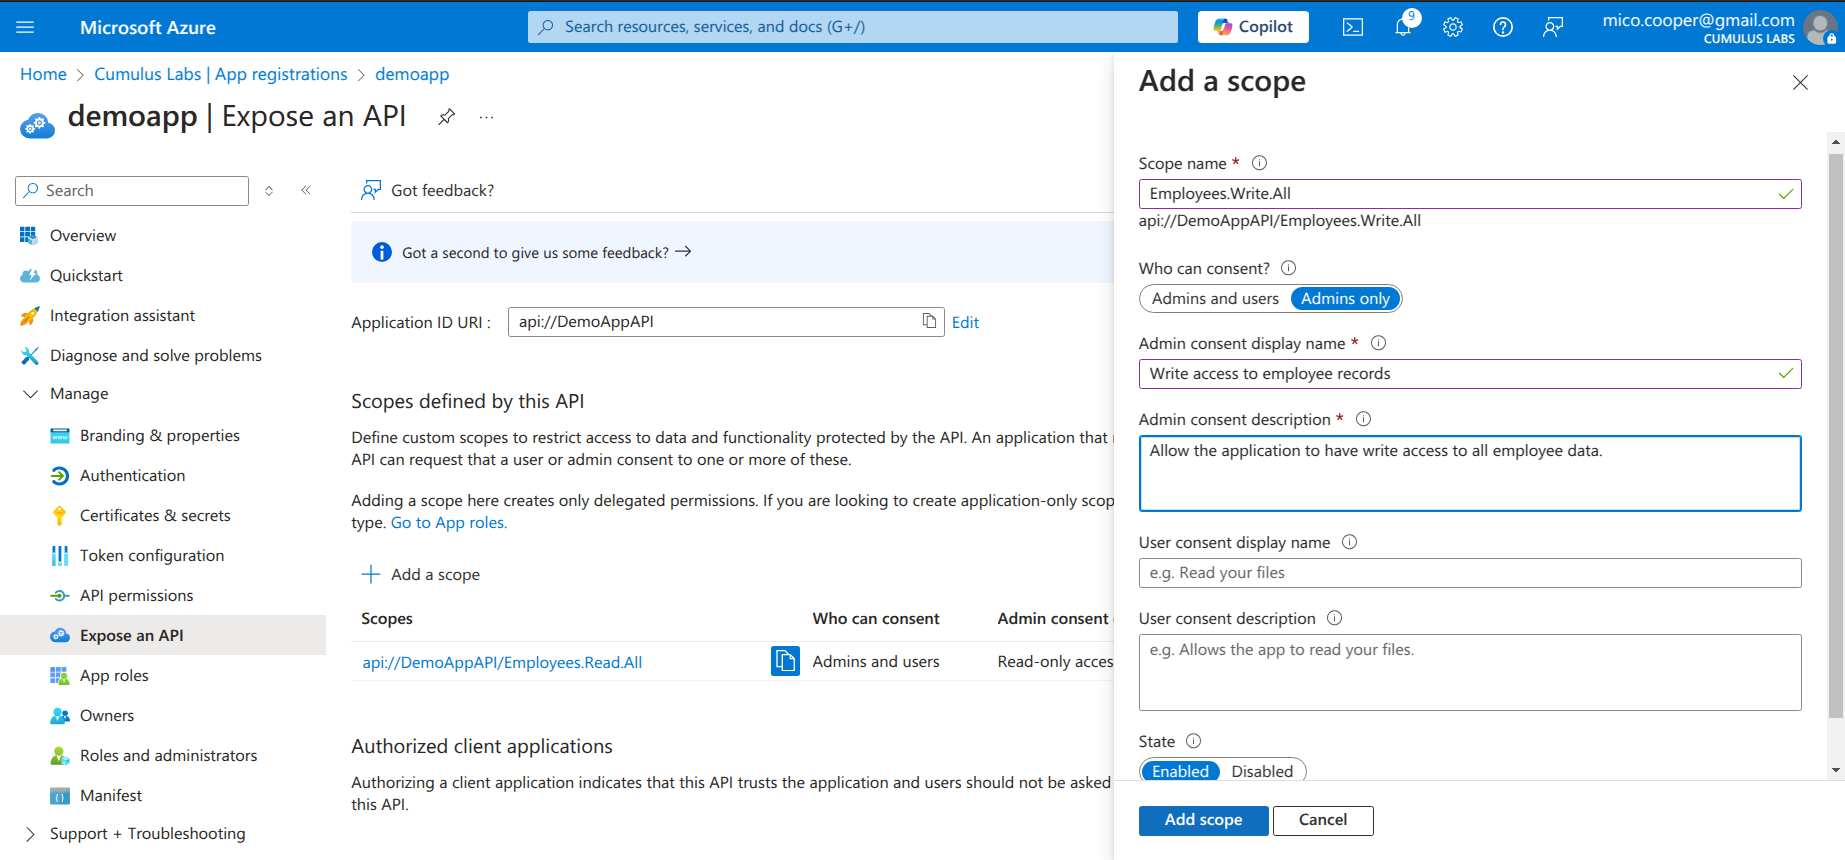 Microsoft Azure
Search resources, services, and docs (G+/)
Copilot
9
mico.cooper@gmail.com
CUMULUS LABS
Home > Cumulus Labs | App registrations > demoapp
demoapp | Expose an API
...
Search
Overview
Quickstart
Integration assistant
Diagnose and solve problems
Manage
Branding & properties
Authentication
Certificates & secrets
Token configuration
API permissions
Expose an API
App roles
Owners
Roles and administrators
Manifest
Support + Troubleshooting
Got feedback?
Got a second to give us some feedback? →
Application ID URI :
api://DemoAppAPI
Edit
Scopes defined by this API
Define custom scopes to restrict access to data and functionality protected by the API. An application that
API can request that a user or admin consent to one or more of these.
Adding a scope here creates only delegated permissions. If you are looking to create application-only scop
type. Go to App roles.
Add a scope
Scopes Who can consent Admin consent
api://DemoAppAPI/Employees.Read.All Admins and users Read-only acces
Authorized client applications
Authorizing a client application indicates that this API trusts the application and users should not be asked
this API.
Add a scope
Scope name *
Employees.Write.All
api://DemoAppAPI/Employees.Write.All
Who can consent?
Admins and users Admins only
Admin consent display name *
Write access to employee records
Admin consent description *
Allow the application to have write access to all employee data.
User consent display name
e.g. Read your files
User consent description
e.g. Allows the app to read your files.
State
Enabled Disabled
Add scope Cancel